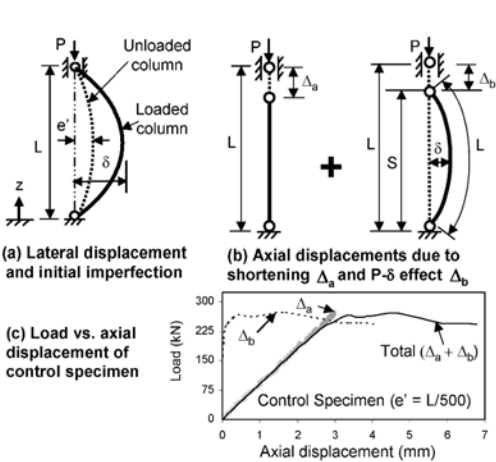 P
Unloaded
column
Loaded
column
e'
L
δ
z
P
Δa
L
+
P
Δb
L
S
δ
L
(a) Lateral displacement
and initial imperfection
(b) Axial displacements due to
shortening Δa and P-δ effect Δb
(c) Load vs. axial
displacement of
control specimen
Load (kN)
300
225
150
75
0
Δa
Δb
Total (Δa + Δb)
Control Specimen (e' = L/500)
0 1 2 3 4 5 6 7
Axial displacement (mm)